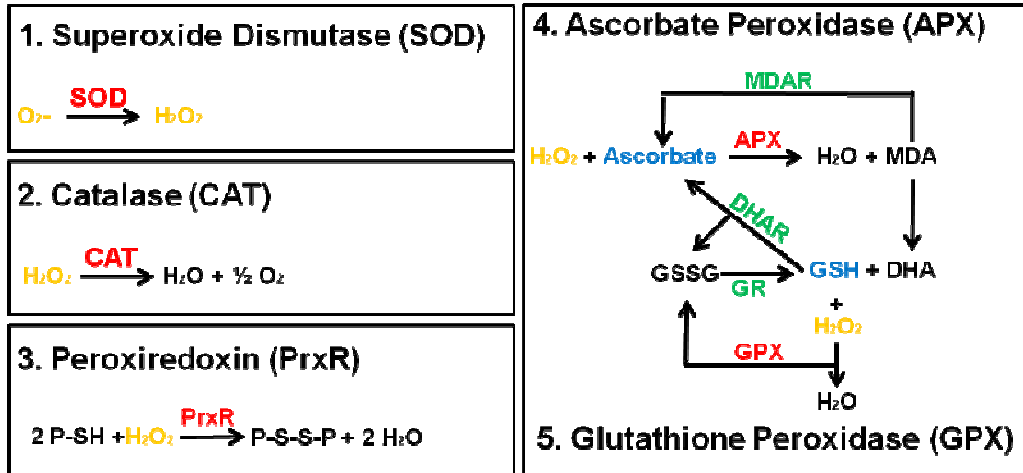 1. Superoxide Dismutase (SOD)
SOD
O₂- H₂O₂
2. Catalase (CAT)
CAT
H₂O₂ H₂O + ½ O₂
3. Peroxiredoxin (PrxR)
PrxR
2 P-SH +H₂O₂ P-S-S-P + 2 H₂O
4. Ascorbate Peroxidase (APX)
MDAR
APX
H₂O₂ + Ascorbate H₂O + MDA
DHAR
GSSG GSH + DHA
GR
+
H₂O₂
GPX
H₂O
5. Glutathione Peroxidase (GPX)